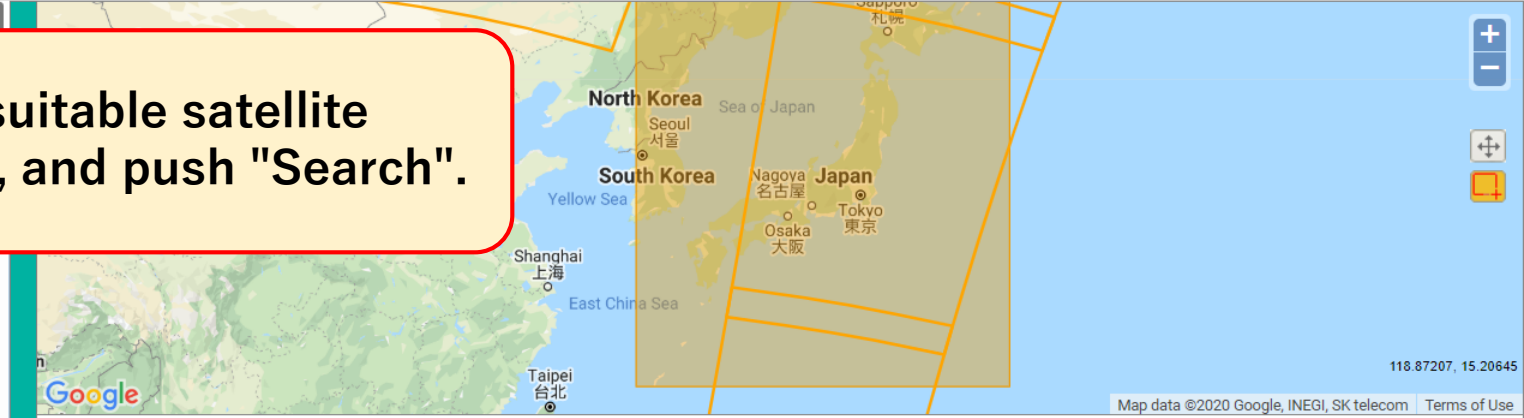 suitable satellite
, and push "Search".
Sapporo
札幌
North Korea
Sea of Japan
Seoul
서울
South Korea
Nagoya
名古屋
Japan
Yellow Sea
Tokyo
東京
Osaka
大阪
Shanghai
上海
East China Sea
Taipei
台北
+
−
118.87207, 15.20645
Google
Map data ©2020 Google, INEGI, SK telecom
Terms of Use